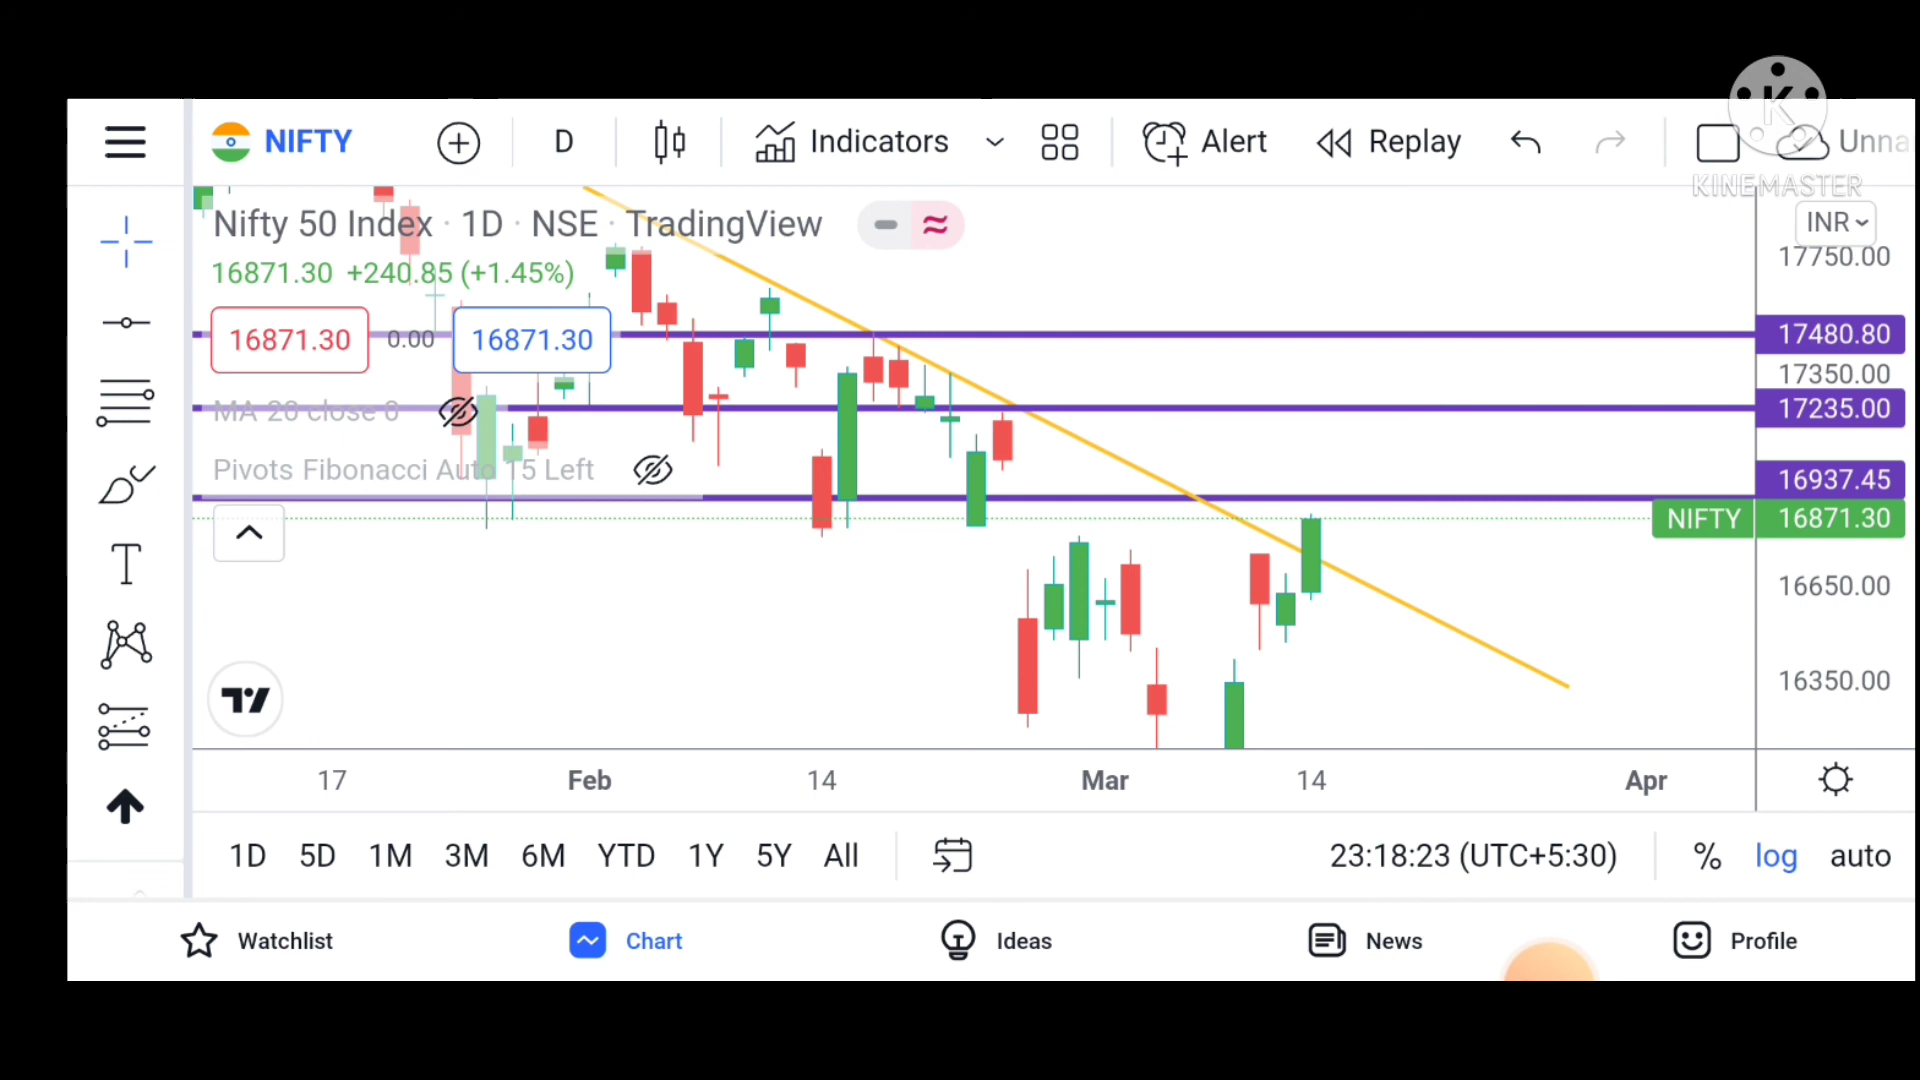 NIFTY D Indicators Alert Replay Unna
K
KINEMASTER
Nifty 50 Index · 1D · NSE · TradingView
INR
16871.30 +240.85 (+1.45%)
16871.30 0.00 16871.30
MA 20 close 0
Pivots Fibonacci Auto 15 Left
17750.00
17480.80
17350.00
17235.00
16937.45
NIFTY 16871.30
16650.00
16350.00
17 Feb 14 Mar 14 Apr
1D 5D 1M 3M 6M YTD 1Y 5Y All 23:18:23 (UTC+5:30) % log auto
Watchlist Chart Ideas News Profile